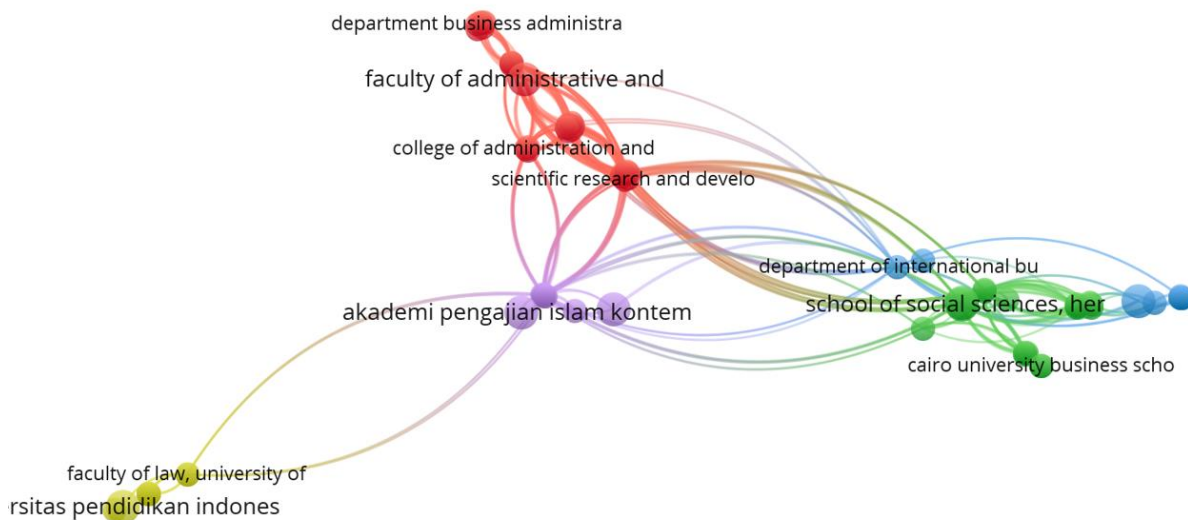 department business administra
faculty of administrative and
college of administration and
scientific research and develo
department of international bu
akademi pengajian islam kontem
school of social sciences, her
cairo university business scho
faculty of law, university of
ersitas pendidikan indones